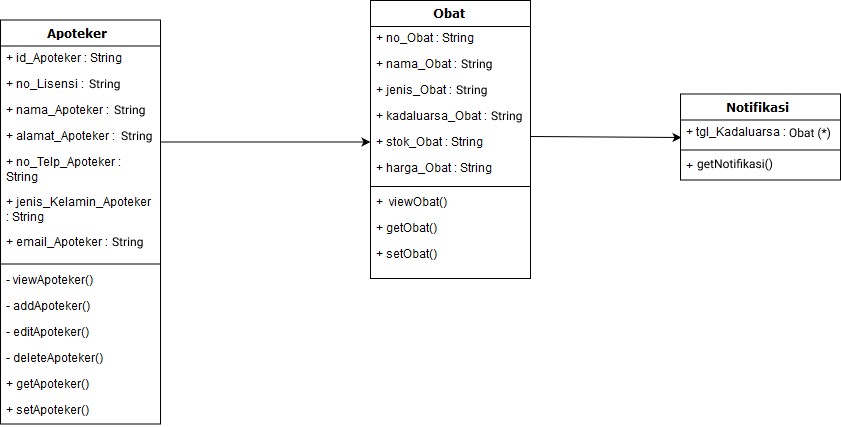 Apoteker
+ id_Apoteker : String
+ no_Lisensi : String
+ nama_Apoteker : String
+ alamat_Apoteker : String
+ no_Telp_Apoteker :
String
+ jenis_Kelamin_Apoteker
: String
+ email_Apoteker : String
- viewApoteker()
- addApoteker()
- editApoteker()
- deleteApoteker()
+ getApoteker()
+ setApoteker()
Obat
+ no_Obat : String
+ nama_Obat : String
+ jenis_Obat : String
+ kadaluarsa_Obat : String
+ stok_Obat : String
+ harga_Obat : String
+ viewObat()
+ getObat()
+ setObat()
Notifikasi
+ tgl_Kadaluarsa : Obat (*)
+ getNotifikasi()